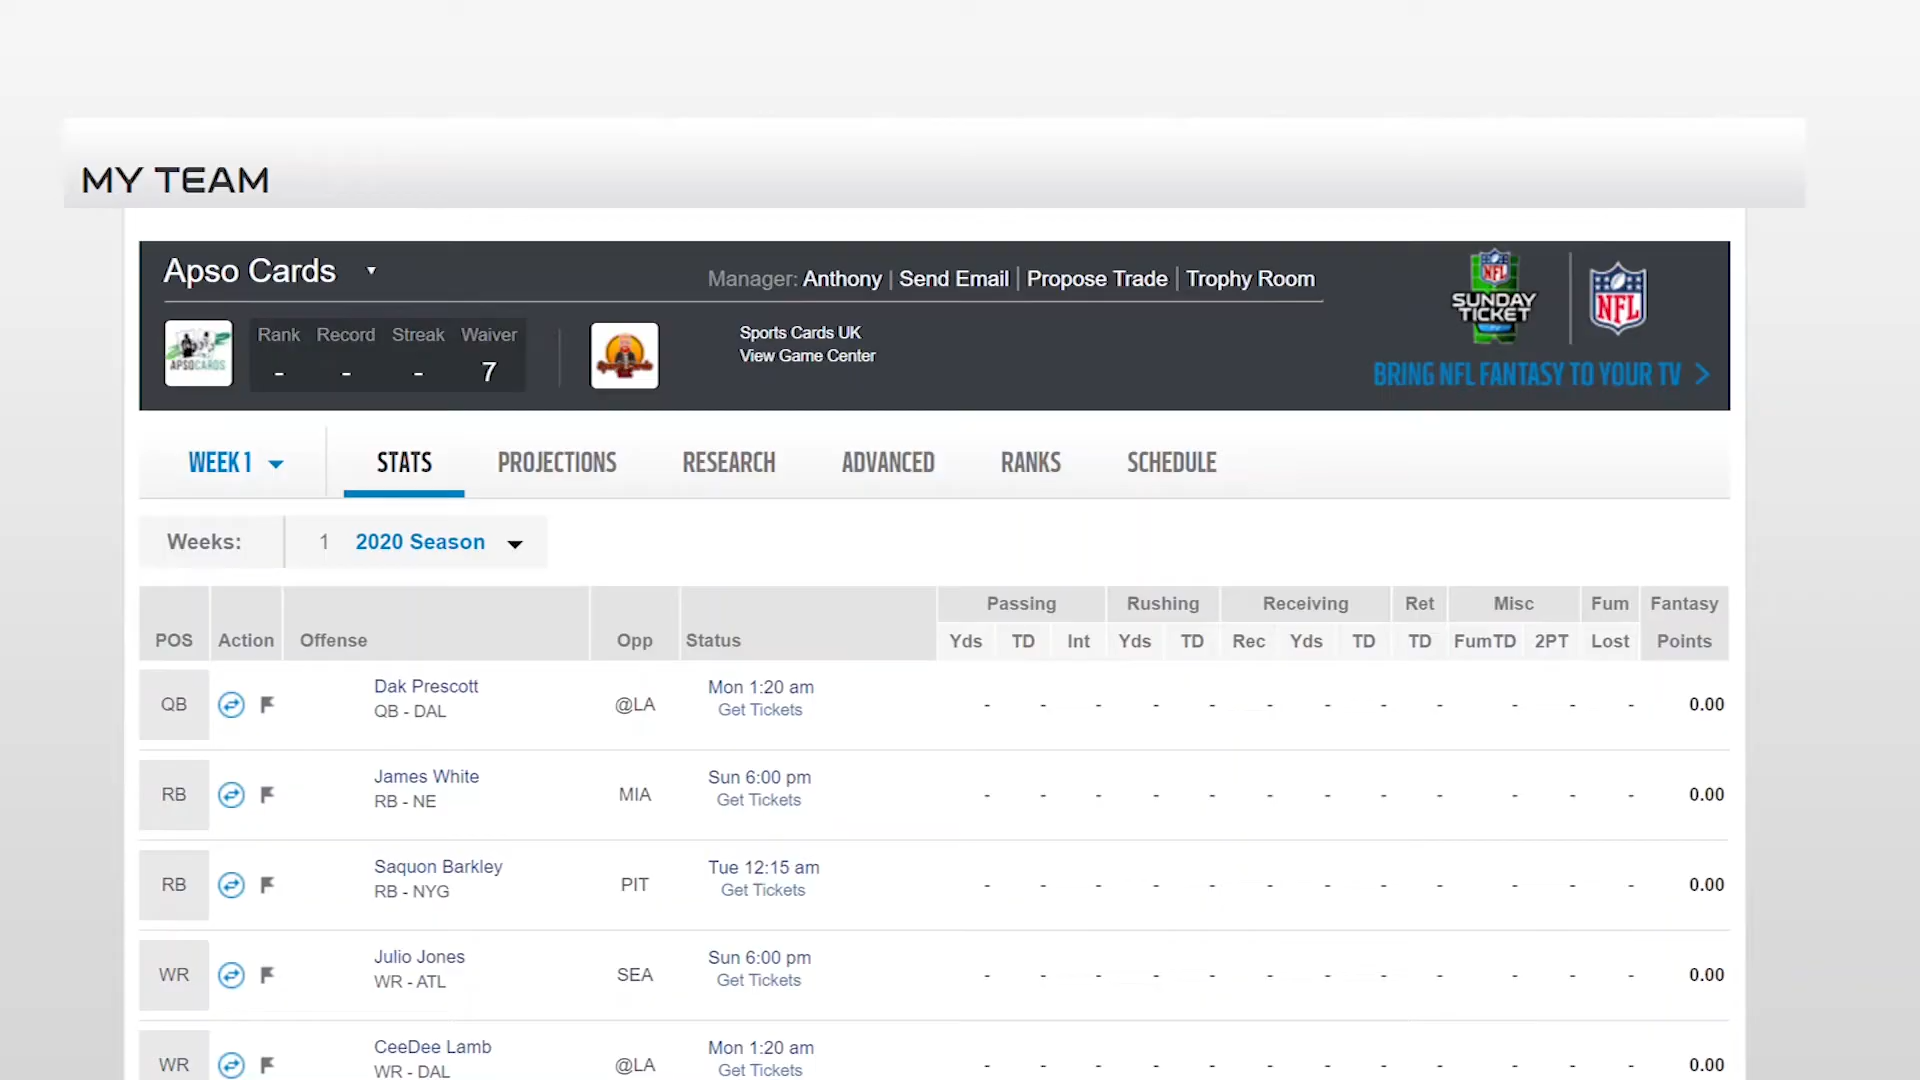 MY TEAM
Apso Cards
Manager: Anthony | Send Email | Propose Trade | Trophy Room
Rank Record Streak Waiver
- - - 7
APSOCARDS
Sports Cards UK
View Game Center
NFL
SUNDAY
TICKET
NFL
BRING NFL FANTASY TO YOUR TV
WEEK 1 STATS PROJECTIONS RESEARCH ADVANCED RANKS SCHEDULE
Weeks: 1 2020 Season
Passing Rushing Receiving Ret Misc Fum Fantasy
POS Action Offense Opp Status Yds TD Int Yds TD Rec Yds TD TD FumTD 2PT Lost Points
QB Dak Prescott @LA Mon 1:20 am - - - - - - - - - - - - 0.00
QB - DAL Get Tickets
RB James White MIA Sun 6:00 pm - - - - - - - - - - - - 0.00
RB - NE Get Tickets
RB Saquon Barkley PIT Tue 12:15 am - - - - - - - - - - - - 0.00
RB - NYG Get Tickets
WR Julio Jones SEA Sun 6:00 pm - - - - - - - - - - - - 0.00
WR - ATL Get Tickets
WR CeeDee Lamb @LA Mon 1:20 am - - - - - - - - - - - - 0.00
WR - DAL Get Tickets